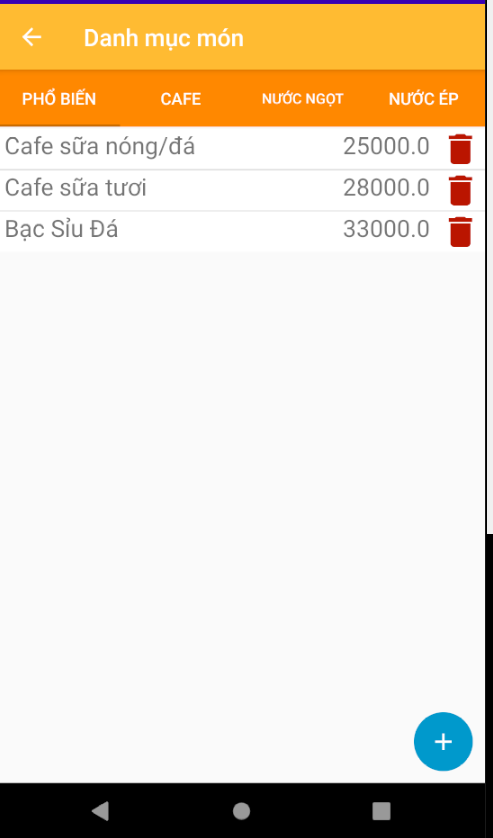 Danh mục món
PHỔ BIẾN CAFE NƯỚC NGỌT NƯỚC ÉP
Cafe sữa nóng/đá 25000.0
Cafe sữa tươi 28000.0
Bạc Sỉu Đá 33000.0